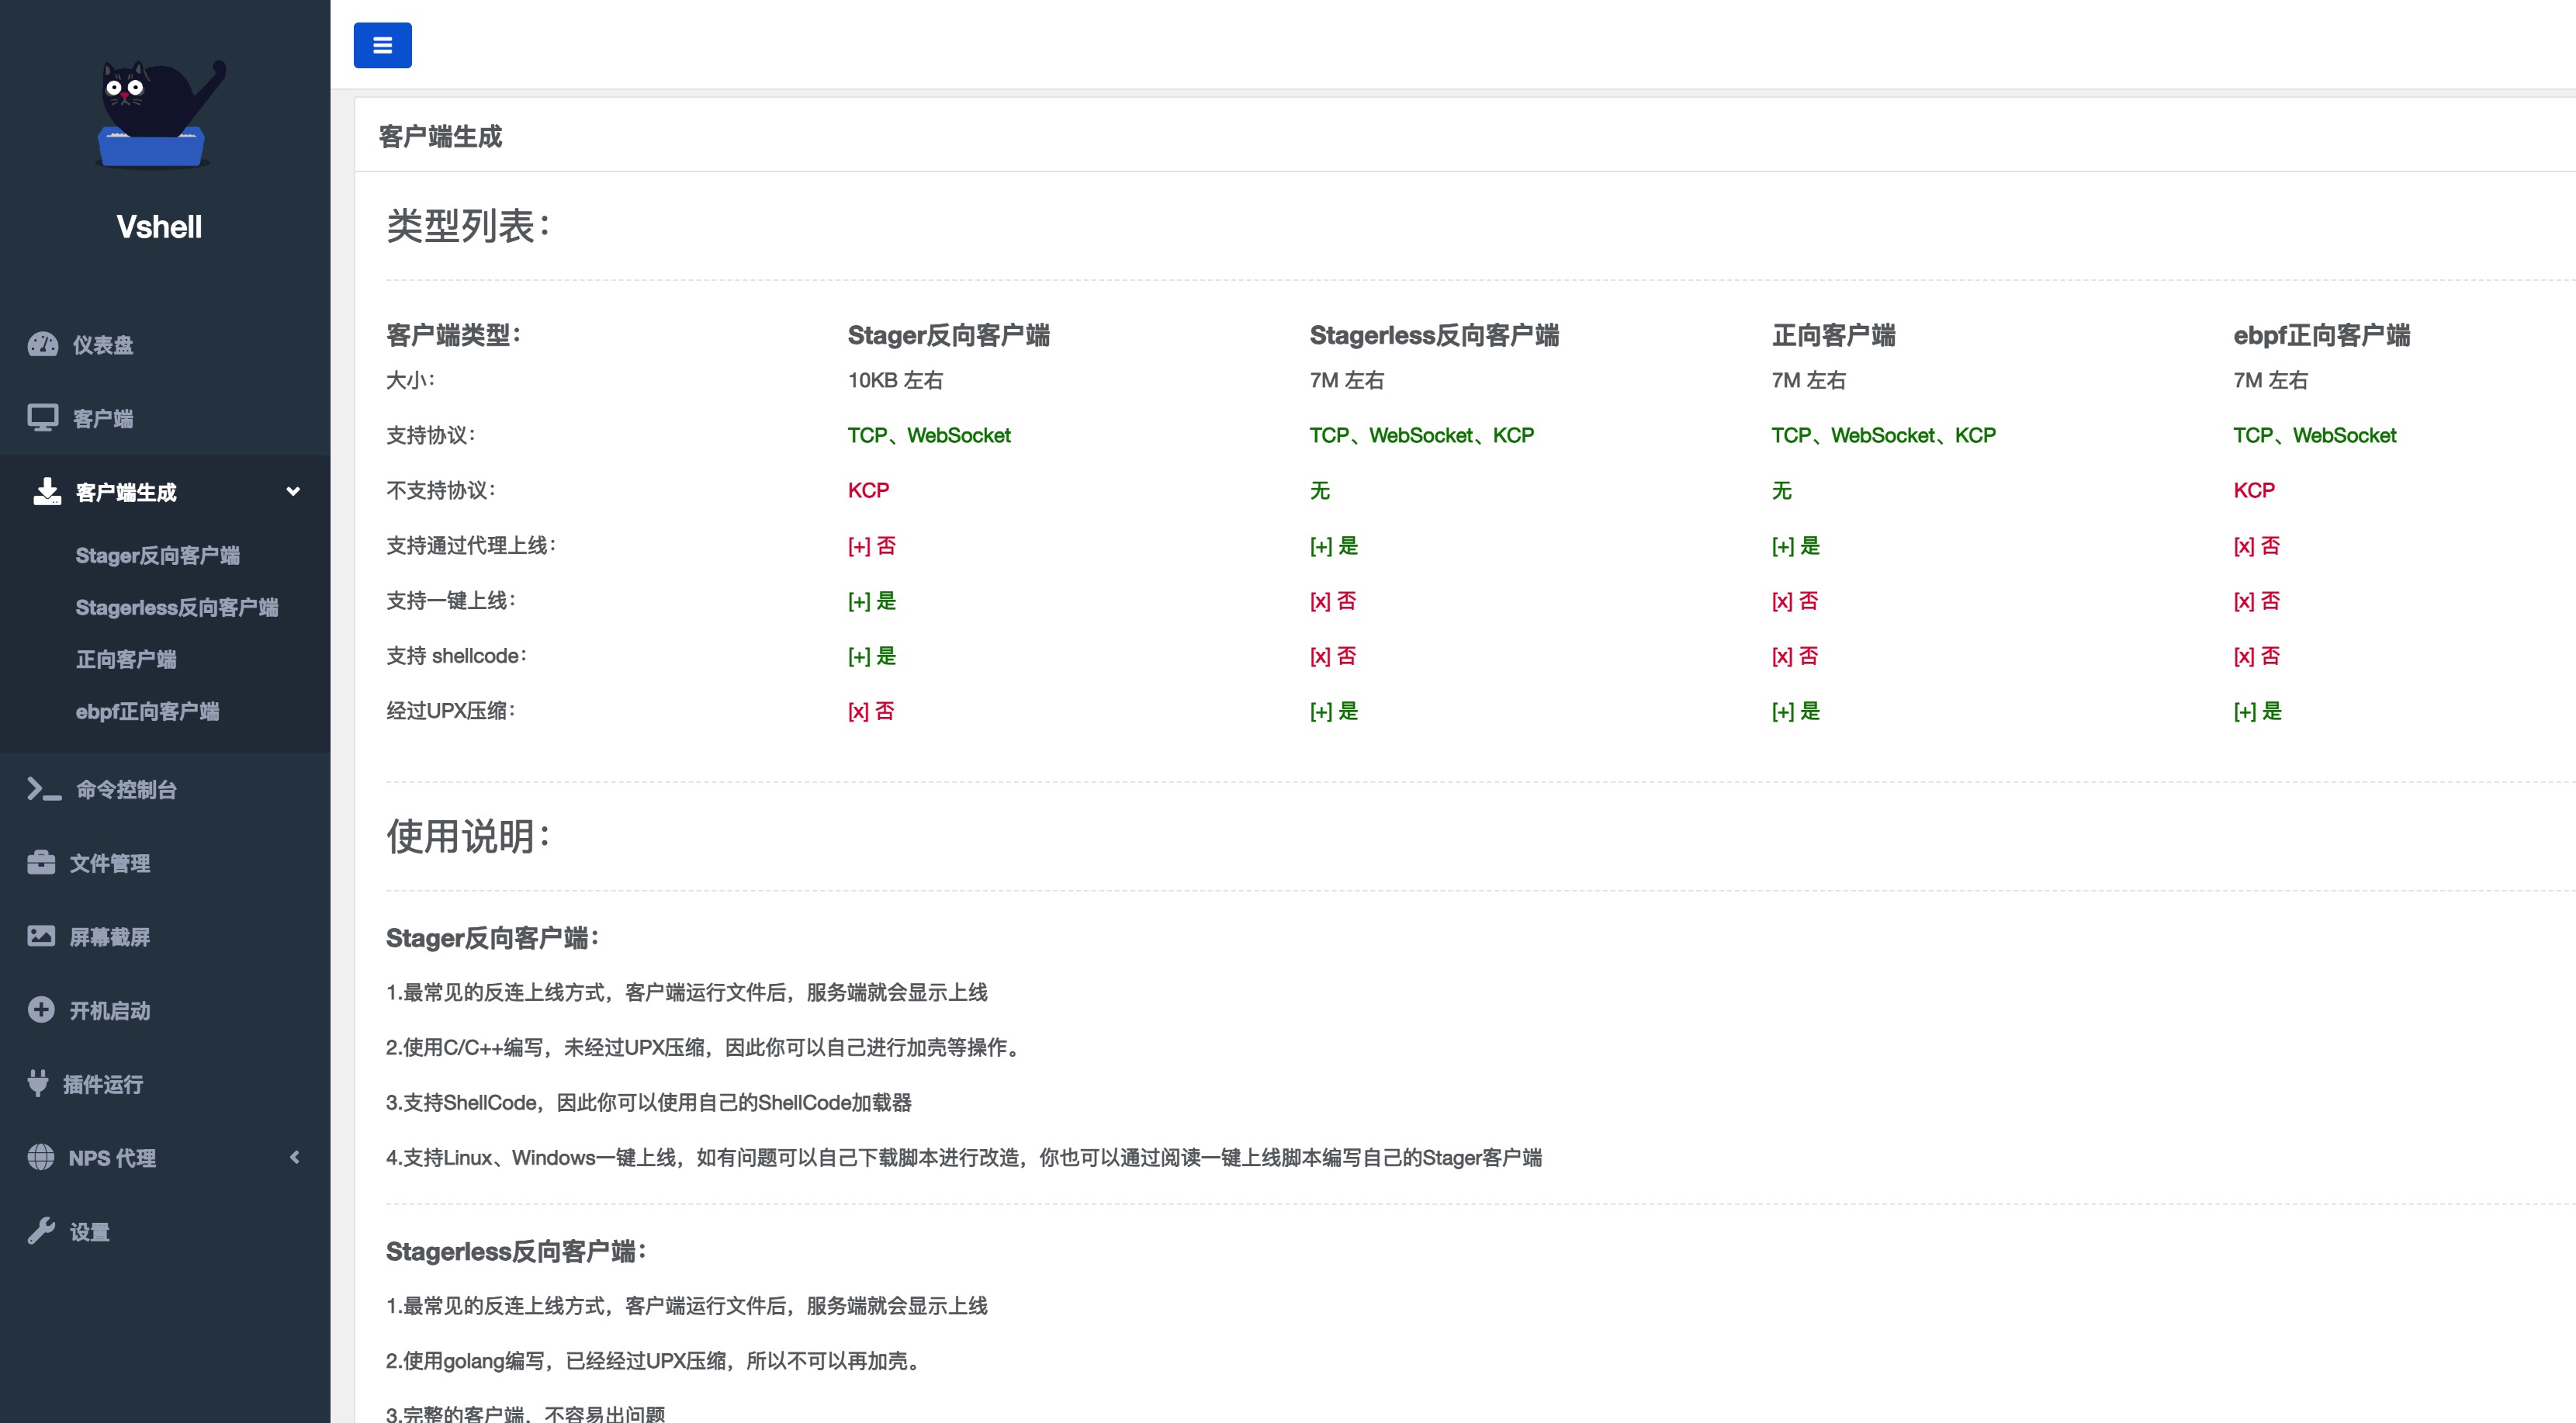 Vshell
仪表盘
客户端
客户端生成
Stager反向客户端
Stagerless反向客户端
正向客户端
ebpf正向客户端
命令控制台
文件管理
屏幕截屏
开机启动
插件运行
NPS 代理
设置
客户端生成
类型列表：
客户端类型： Stager反向客户端 Stagerless反向客户端 正向客户端 ebpf正向客户端
大小： 10KB 左右 7M 左右 7M 左右 7M 左右
支持协议： TCP、WebSocket TCP、WebSocket、KCP TCP、WebSocket、KCP TCP、WebSocket
不支持协议： KCP 无 无 KCP
支持通过代理上线： [+] 否 [+] 是 [+] 是 [x] 否
支持一键上线： [+] 是 [x] 否 [x] 否 [x] 否
支持 shellcode： [+] 是 [x] 否 [x] 否 [x] 否
经过UPX压缩： [x] 否 [+] 是 [+] 是 [+] 是
使用说明：
Stager反向客户端：
1.最常见的反连上线方式，客户端运行文件后，服务端就会显示上线
2.使用C/C++编写，未经过UPX压缩，因此你可以自己进行加壳等操作。
3.支持ShellCode，因此你可以使用自己的ShellCode加载器
4.支持Linux、Windows一键上线，如有问题可以自己下载脚本进行改造，你也可以通过阅读一键上线脚本编写自己的Stager客户端
Stagerless反向客户端：
1.最常见的反连上线方式，客户端运行文件后，服务端就会显示上线
2.使用golang编写，已经经过UPX压缩，所以不可以再加壳。
3.完整的客户端，不容易出问题